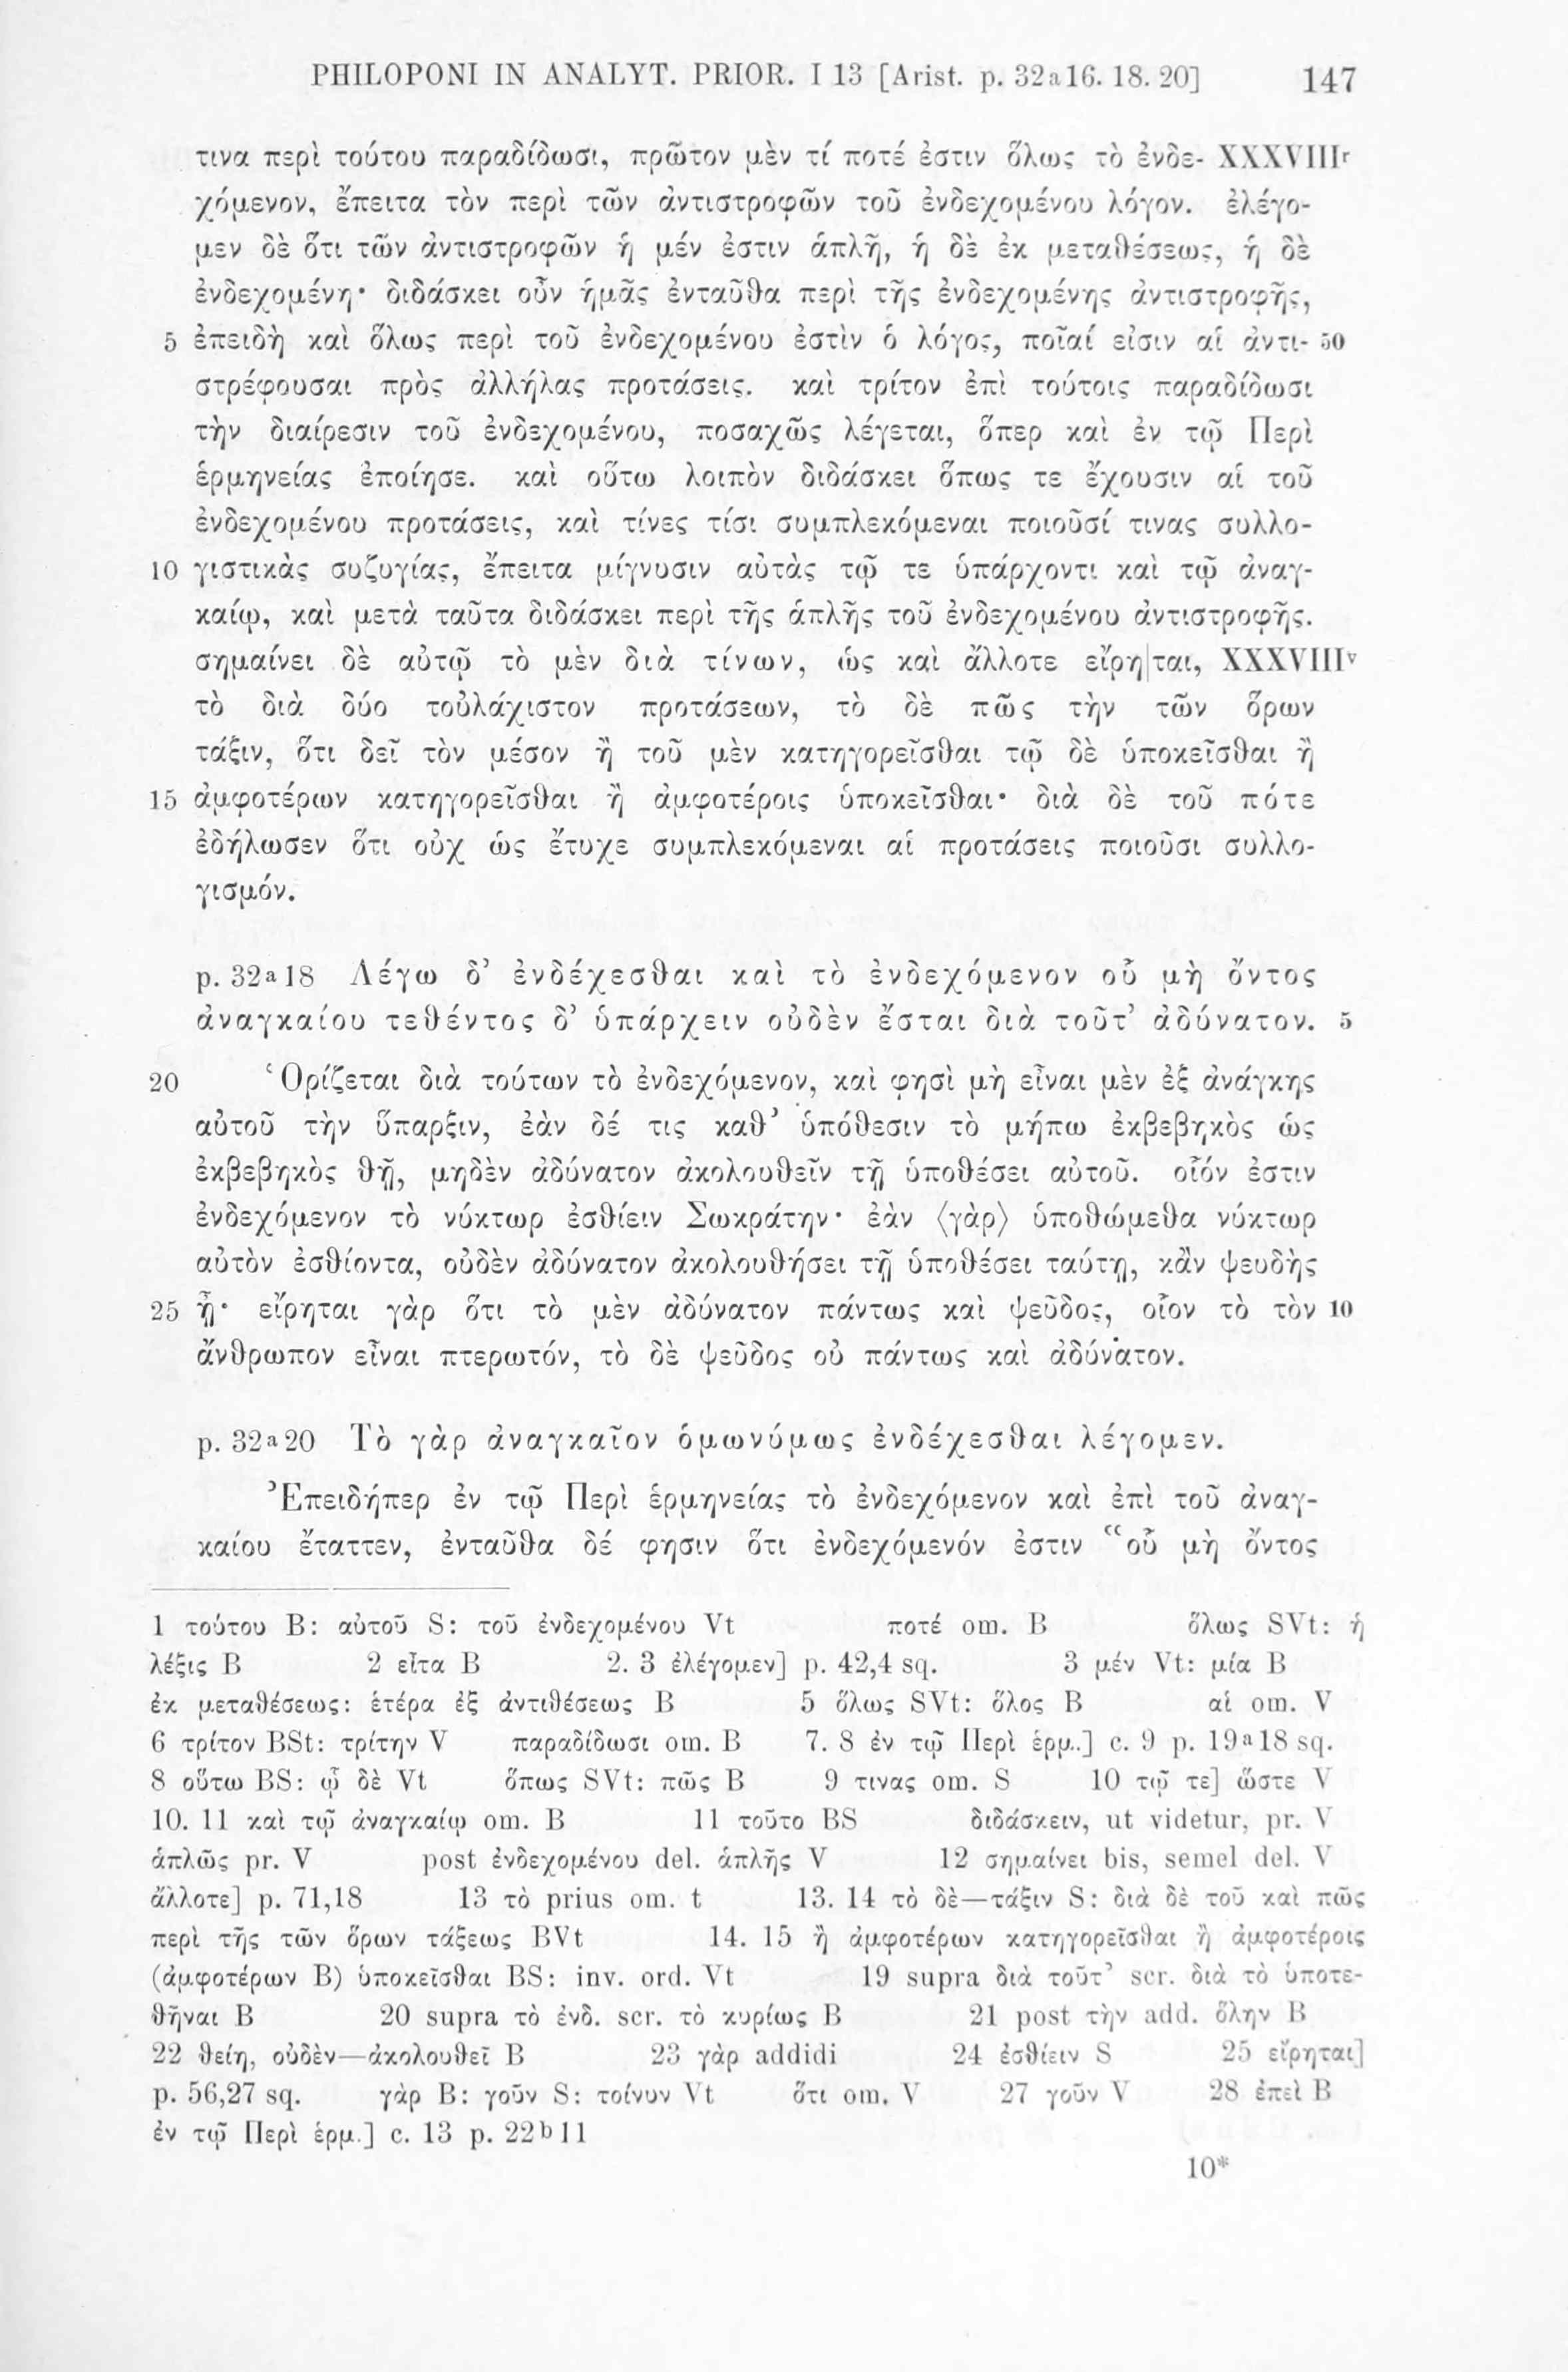 PHILOPONI IN ANALYT. PRIOR. I 13 [Arist. p. 32a16. 18. 20] 147
τινα περὶ τούτου παραδίδωσι, πρῶτον μὲν τί ποτέ ἐστιν ὅλως τὸ ἐνδε- XXXVIIIr
χόμενον, ἔπειτα τὸν περὶ τῶν ἀντιστροφῶν τοῦ ἐνδεχομένου λόγον. ἐλέγο-
μεν δὲ ὅτι τῶν ἀντιστροφῶν ἡ μέν ἐστιν ἁπλῆ, ἡ δὲ ἐκ μεταθέσεως, ἡ δὲ
ἐνδεχομένη· διδάσκει οὖν ἡμᾶς ἐνταῦθα περὶ τῆς ἐνδεχομένης ἀντιστροφῆς,
5 ἐπειδὴ καὶ ὅλως περὶ τοῦ ἐνδεχομένου ἐστὶν ὁ λόγος, ποῖαί εἰσιν αἱ ἀντι- 50
στρέφουσαι πρὸς ἀλλήλας προτάσεις. καὶ τρίτον ἐπὶ τούτοις παραδίδωσι
τὴν διαίρεσιν τοῦ ἐνδεχομένου, ποσαχῶς λέγεται, ὅπερ καὶ ἐν τῷ Περὶ
ἑρμηνείας ἐποίησε. καὶ οὕτω λοιπὸν διδάσκει ὅπως τε ἔχουσιν αἱ τοῦ
ἐνδεχομένου προτάσεις, καὶ τίνες τίσι συμπλεκόμεναι ποιοῦσί τινας συλλο-
10 γιστικὰς συζυγίας, ἔπειτα μίγνυσιν αὐτὰς τῷ τε ὑπάρχοντι καὶ τῷ ἀναγ-
καίῳ, καὶ μετὰ ταῦτα διδάσκει περὶ τῆς ἁπλῆς τοῦ ἐνδεχομένου ἀντιστροφῆς.
σημαίνει δὲ αὐτῷ τὸ μὲν διὰ τίνων, ὡς καὶ ἄλλοτε εἴρη|ται, XXXVIIIv
τὸ διὰ δύο τοὐλάχιστον προτάσεων, τὸ δὲ πῶς τὴν τῶν ὅρων
τάξιν, ὅτι δεῖ τὸν μέσον ἢ τοῦ μὲν κατηγορεῖσθαι τῷ δὲ ὑποκεῖσθαι ἢ
15 ἀμφοτέρων κατηγορεῖσθαι ἢ ἀμφοτέροις ὑποκεῖσθαι· διὰ δὲ τοῦ πότε
ἐδήλωσεν ὅτι οὐχ ὡς ἔτυχε συμπλεκόμεναι αἱ προτάσεις ποιοῦσι συλλο-
γισμόν.
p. 32a18 Λέγω δ’ ἐνδέχεσθαι καὶ τὸ ἐνδεχόμενον οὗ μὴ ὄντος
ἀναγκαίου τεθέντος δ’ ὑπάρχειν οὐδὲν ἔσται διὰ τοῦτ’ ἀδύνατον. 5
20 Ὁρίζεται διὰ τούτων τὸ ἐνδεχόμενον, καὶ φησὶ μὴ εἶναι μὲν ἐξ ἀνάγκης
αὐτοῦ τὴν ὕπαρξιν, ἐὰν δέ τις καθ’ ὑπόθεσιν τὸ μήπω ἐκβεβηκὸς ὡς
ἐκβεβηκὸς θῇ, μηδὲν ἀδύνατον ἀκολουθεῖν τῇ ὑποθέσει αὐτοῦ. οἷόν ἐστιν
ἐνδεχόμενον τὸ νύκτωρ ἐσθίειν Σωκράτην· ἐὰν ⟨γὰρ⟩ ὑποθώμεθα νύκτωρ
αὐτὸν ἐσθίοντα, οὐδὲν ἀδύνατον ἀκολουθήσει τῇ ὑποθέσει ταύτῃ, κἂν ψευδὴς
25 ᾖ· εἴρηται γὰρ ὅτι τὸ μὲν ἀδύνατον πάντως καὶ ψεῦδος, οἷον τὸ τὸν 10
ἄνθρωπον εἶναι πτερωτόν, τὸ δὲ ψεῦδος οὐ πάντως καὶ ἀδύνατον.
p. 32a20 Τὸ γὰρ ἀναγκαῖον ὁμωνύμως ἐνδέχεσθαι λέγομεν.
Ἐπειδήπερ ἐν τῷ Περὶ ἑρμηνείας τὸ ἐνδεχόμενον καὶ ἐπὶ τοῦ ἀναγ-
καίου ἔταττεν, ἐνταῦθα δέ φησιν ὅτι ἐνδεχόμενόν ἐστιν “οὗ μὴ ὄντος
1 τούτου B: αὐτοῦ S: τοῦ ἐνδεχομένου Vt ποτέ om. B ὅλως SVt: ἡ
λέξις B 2 εἶτα B 2. 3 ἐλέγομεν] p. 42,4 sq. 3 μέν Vt: μία B
ἐκ μεταθέσεως: ἑτέρα ἐξ ἀντιθέσεως B 5 ὅλως SVt: ὅλος B αἱ om. V
6 τρίτον BSt: τρίτην V παραδίδωσι om. B 7. 8 ἐν τῷ Περὶ ἑρμ.] c. 9 p. 19a18 sq.
8 οὕτω BS: ᾧ δὲ Vt ὅπως SVt: πῶς B 9 τινας om. S 10 τῷ τε] ὥστε V
10. 11 καὶ τῷ ἀναγκαίῳ om. B 11 τοῦτο BS διδάσκειν, ut videtur, pr. V
ἁπλῶς pr. V post ἐνδεχομένου del. ἁπλῆς V 12 σημαίνει bis, semel del. V
ἄλλοτε] p. 71,18 13 τὸ prius om. t 13. 14 τὸ δὲ—τάξιν S: διὰ δὲ τοῦ καὶ πῶς
περὶ τῆς τῶν ὅρων τάξεως BVt 14. 15 ἢ ἀμφοτέρων κατηγορεῖσθαι ἢ ἀμφοτέροις
(ἀμφοτέρων B) ὑποκεῖσθαι BS: inv. ord. Vt 19 supra διὰ τοῦτ’ scr. διὰ τὸ ὑποτε-
θῆναι B 20 supra τὸ ἐνδ. scr. τὸ κυρίως B 21 post τὴν add. ὅλην B
22 θείη, οὐδὲν—ἀκολουθεῖ B 23 γὰρ addidi 24 ἐσθίειν S 25 εἴρηται]
p. 56,27 sq. γὰρ B: γοῦν S: τοίνυν Vt ὅτι om. V 27 γοῦν V 28 ἐπεὶ B
ἐν τῷ Περὶ ἑρμ.] c. 13 p. 22b11
10*